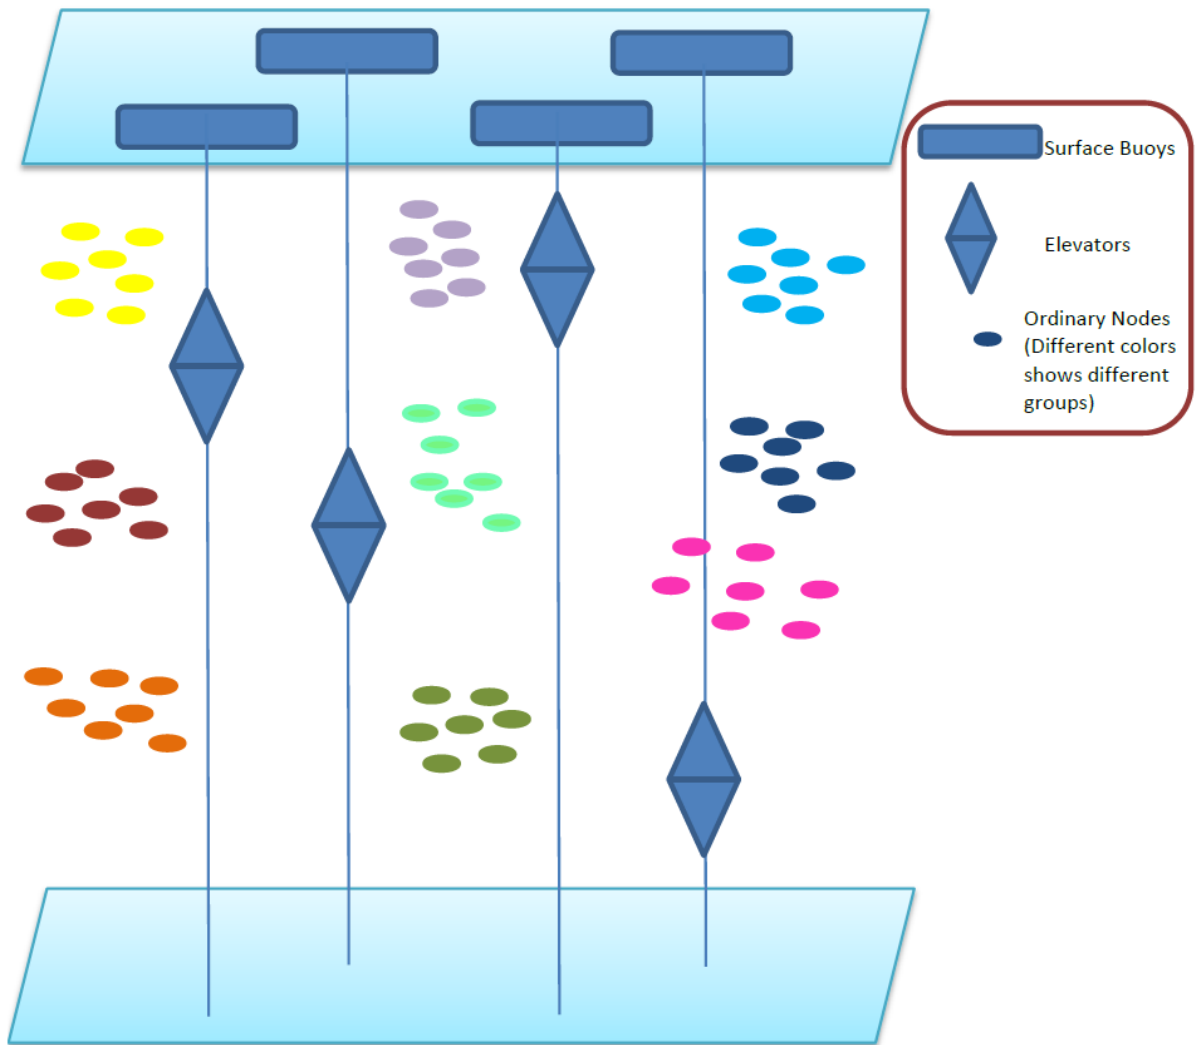 Surface Buoys
Elevators
Ordinary Nodes
(Different colors
shows different
groups)